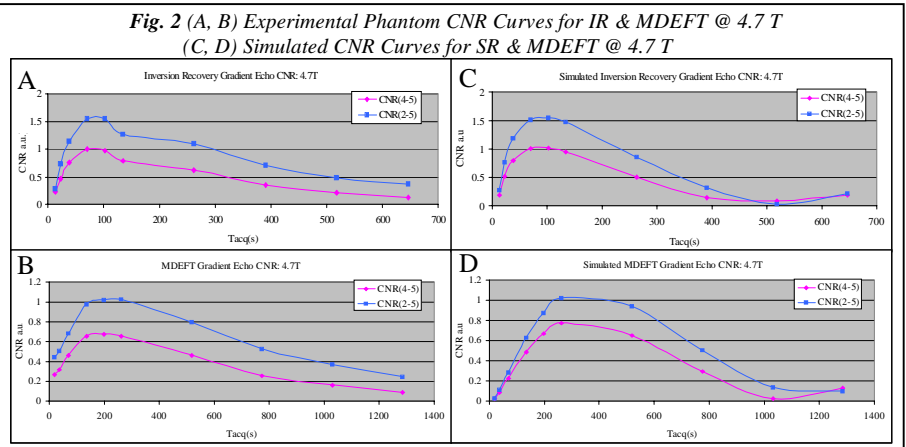 Fig. 2 (A, B) Experimental Phantom CNR Curves for IR & MDEFT @ 4.7 T
(C, D) Simulated CNR Curves for SR & MDEFT @ 4.7 T
A
Inversion Recovery Gradient Echo CNR: 4.7T
CNR(4-5)
CNR(2-5)
CNR a.u.
2
1.5
1
0.5
0
0 100 200 300 400 500 600 700
Tacq(s)
C
Simulated Inversion Recovery Gradient Echo CNR: 4.7T
CNR(4-5)
CNR(2-5)
CNR a.u
2
1.5
1
0.5
0
0 100 200 300 400 500 600 700
Tacq(s)
B
MDEFT Gradient Echo CNR: 4.7T
CNR(4-5)
CNR(2-5)
CNR a.u
1.2
1
0.8
0.6
0.4
0.2
0
0 200 400 600 800 1000 1200 1400
Tacq(s)
D
Simulated MDEFT Gradient Echo CNR: 4.7T
CNR(4-5)
CNR(2-5)
CNR a.u
1.2
1
0.8
0.6
0.4
0.2
0
0 200 400 600 800 1000 1200 1400
Tacq(s)